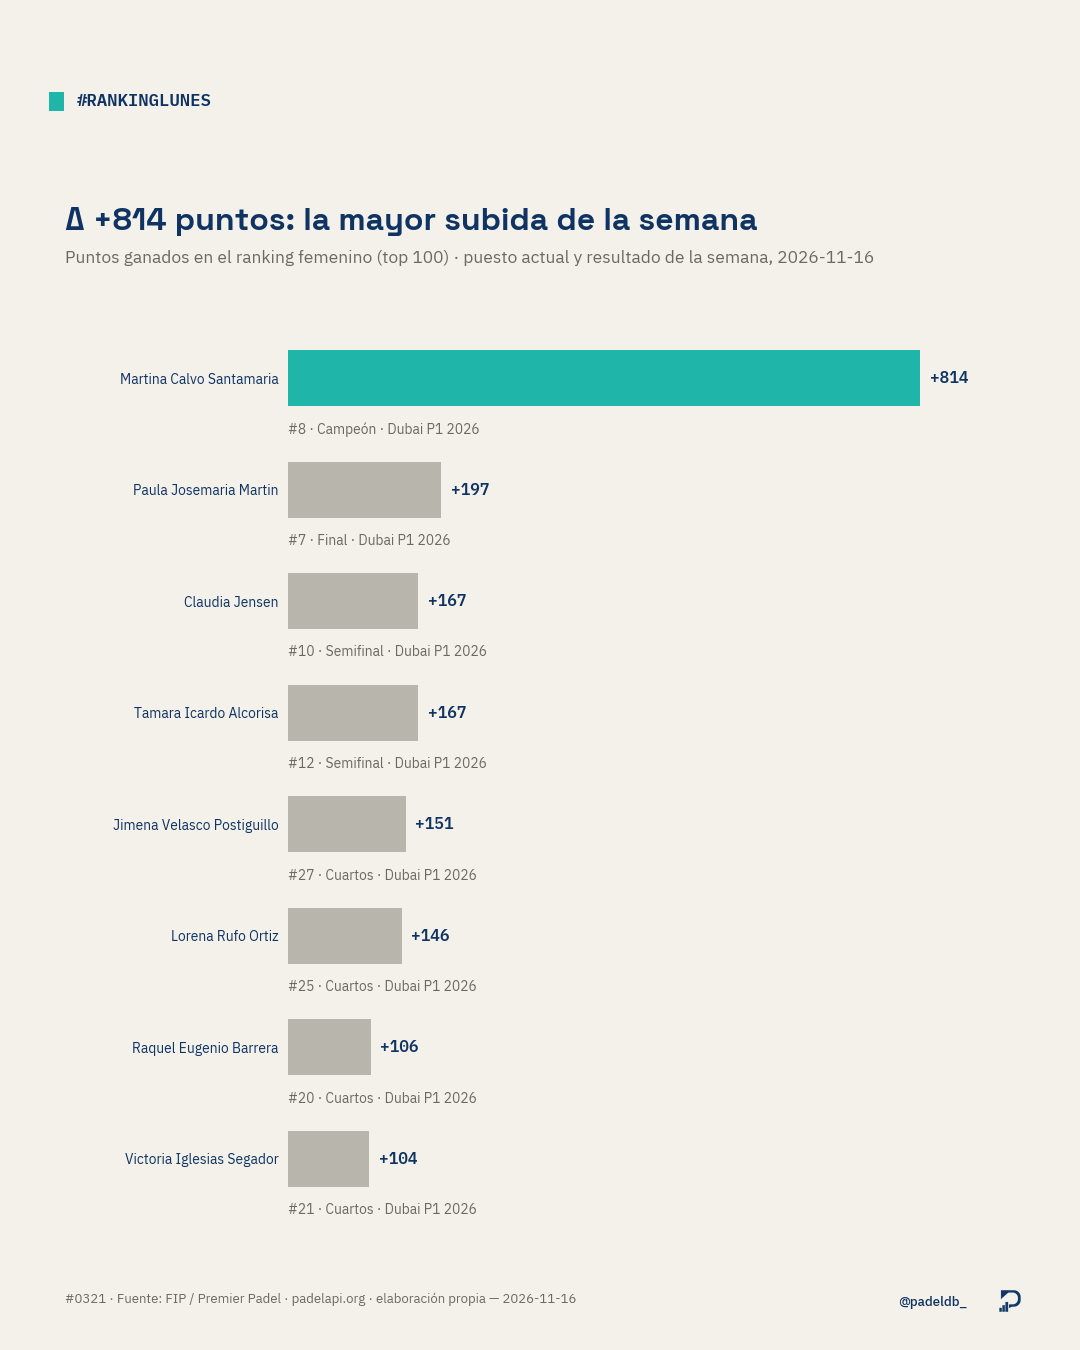 #RANKINGLUNES
Δ +814 puntos: la mayor subida de la semana
Puntos ganados en el ranking femenino (top 100) · puesto actual y resultado de la semana, 2026-11-16
Martina Calvo Santamaria +814
#8 · Campeón · Dubai P1 2026
Paula Josemaria Martin +197
#7 · Final · Dubai P1 2026
Claudia Jensen +167
#10 · Semifinal · Dubai P1 2026
Tamara Icardo Alcorisa +167
#12 · Semifinal · Dubai P1 2026
Jimena Velasco Postiguillo +151
#27 · Cuartos · Dubai P1 2026
Lorena Rufo Ortiz +146
#25 · Cuartos · Dubai P1 2026
Raquel Eugenio Barrera +106
#20 · Cuartos · Dubai P1 2026
Victoria Iglesias Segador +104
#21 · Cuartos · Dubai P1 2026
#0321 · Fuente: FIP / Premier Padel · padelapi.org · elaboración propia — 2026-11-16
@padeldb_